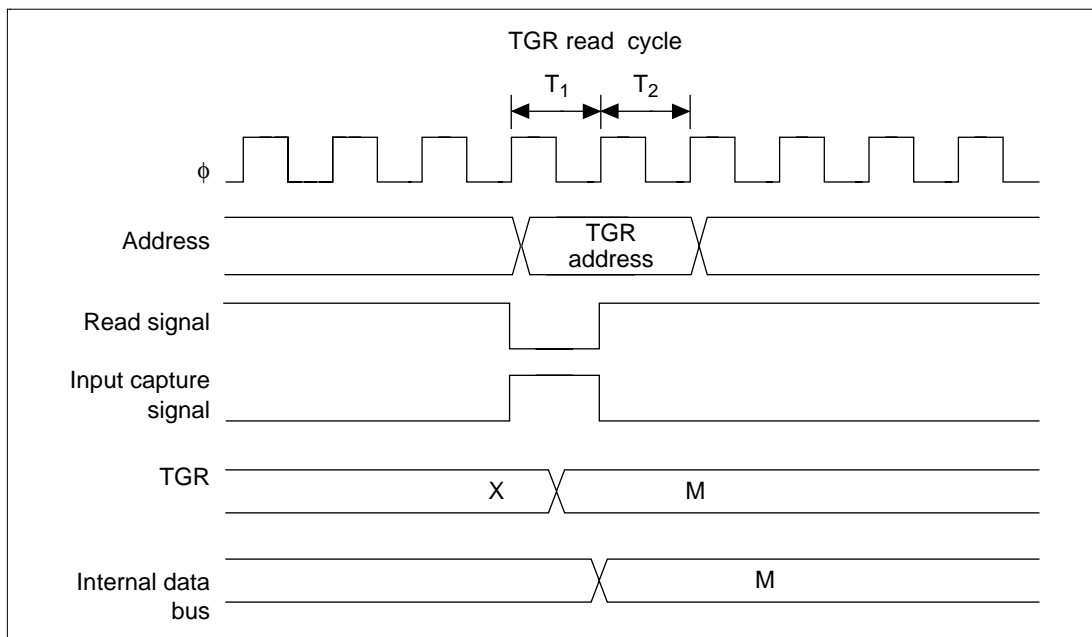 TGR read cycle
T1 T2
ϕ
Address
TGR
address
Read signal
Input capture
signal
TGR
X M
Internal data
bus
M